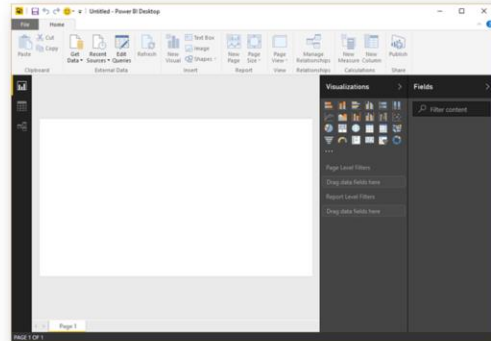 Untitled - Power BI Desktop
File Home
Paste
Cut
Copy
Get Data
Recent Sources
Edit Queries
Refresh
New Visual
Text Box
Image
Shapes
New Page
Page Size
Page View
Manage Relationships
New Measure
New Column
Publish
Clipboard External Data Insert Report View Relationships Calculations Share
Visualizations
Fields
Filter content
Page Level Filters
Drag data fields here
Report Level Filters
Drag data fields here
Page 1
PAGE 1 OF 1